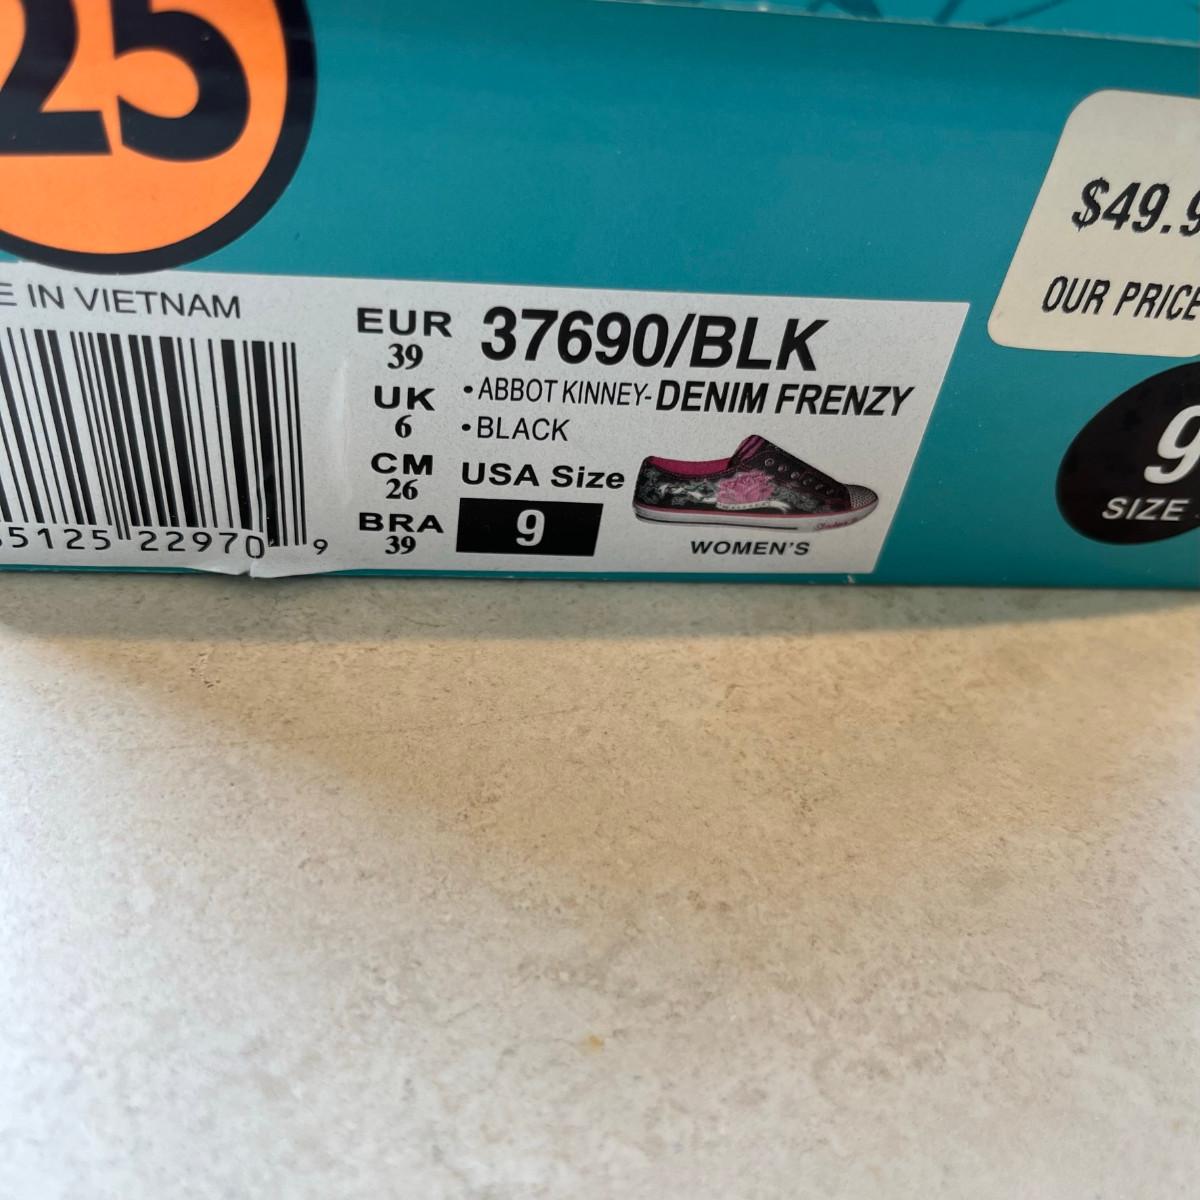 25
$49.9
OUR PRICE
E IN VIETNAM
5125 22970 9
EUR
39
UK
6
CM
26
BRA
39
37690/BLK
•ABBOT KINNEY-DENIM FRENZY
•BLACK
USA Size
9
WOMEN'S
9
SIZE